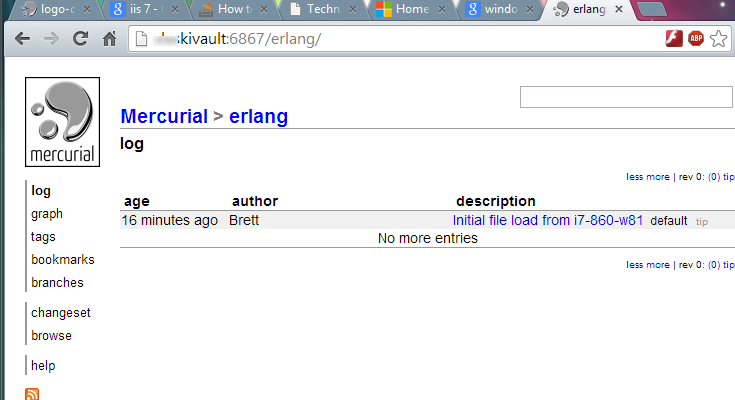 logo-c
iis 7 -
How to
Techn
Home
windo
erlang
skivault:6867/erlang/
ABP
mercurial
Mercurial > erlang
log
less more | rev 0: (0) tip
log
graph
tags
bookmarks
branches
changeset
browse
help
age author description
16 minutes ago Brett Initial file load from i7-860-w81 default tip
No more entries
less more | rev 0: (0) tip